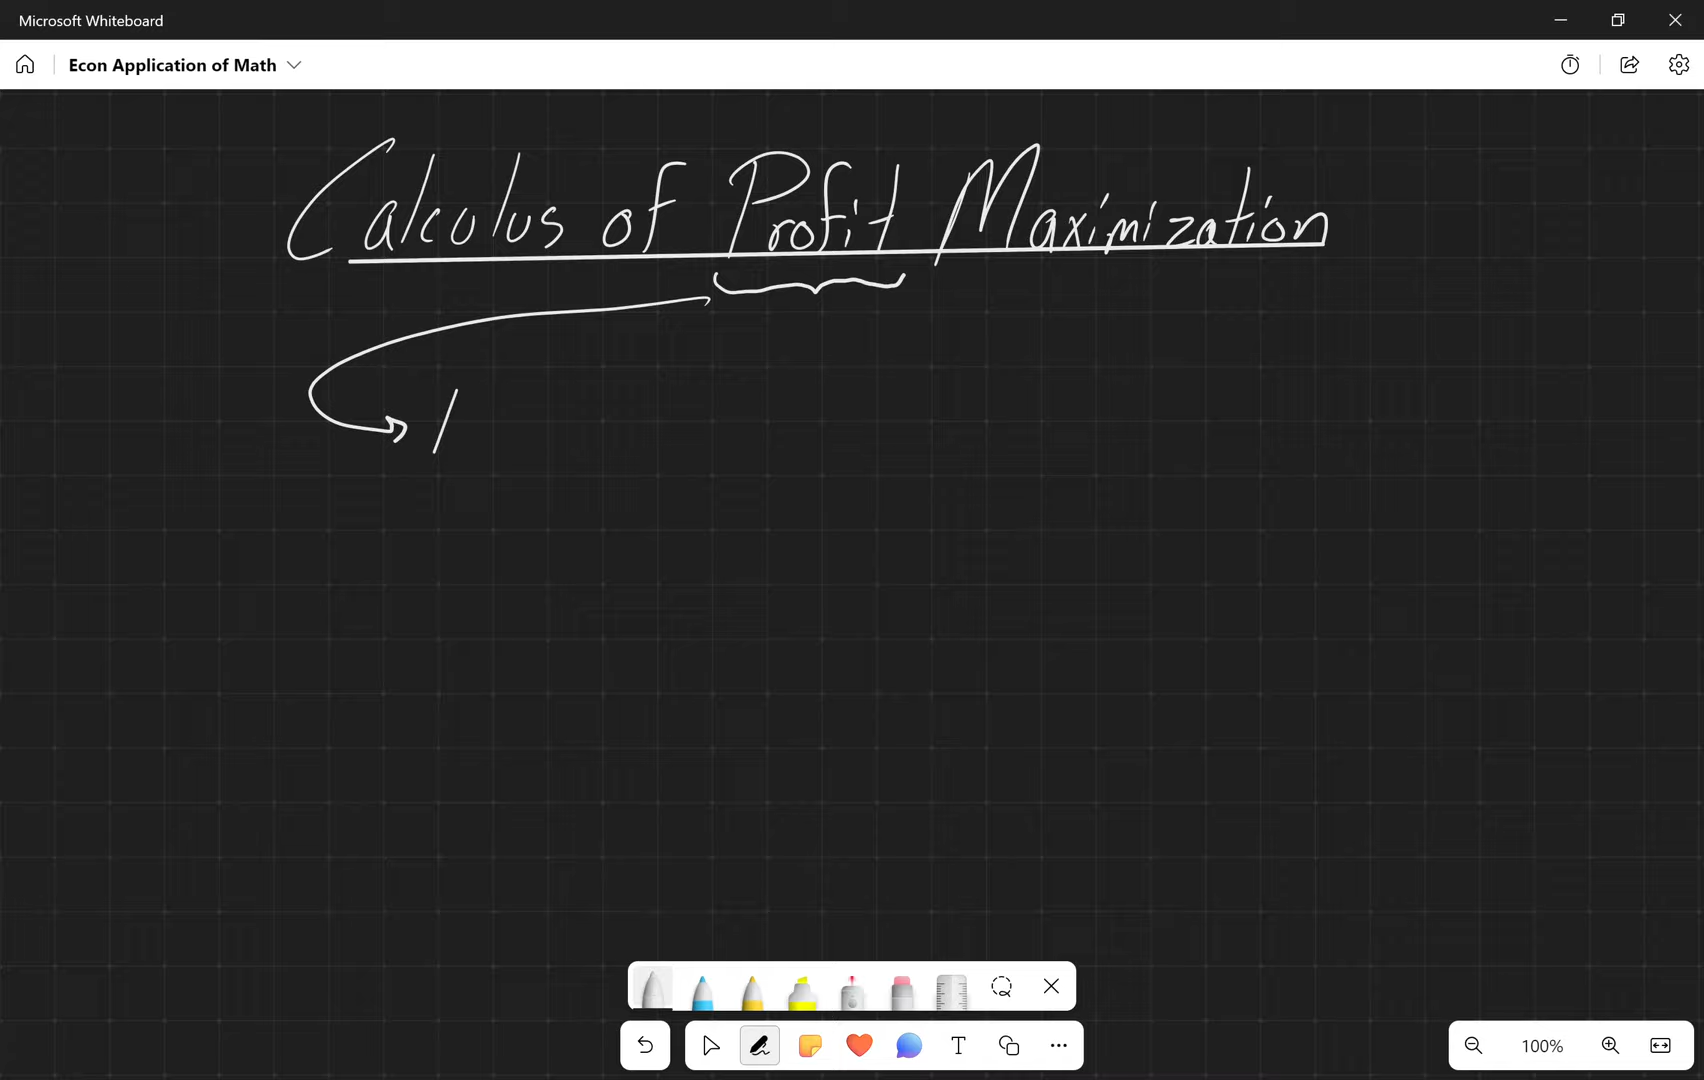 Microsoft Whiteboard
Econ Application of Math
Calculus of Profit Maximization
100%